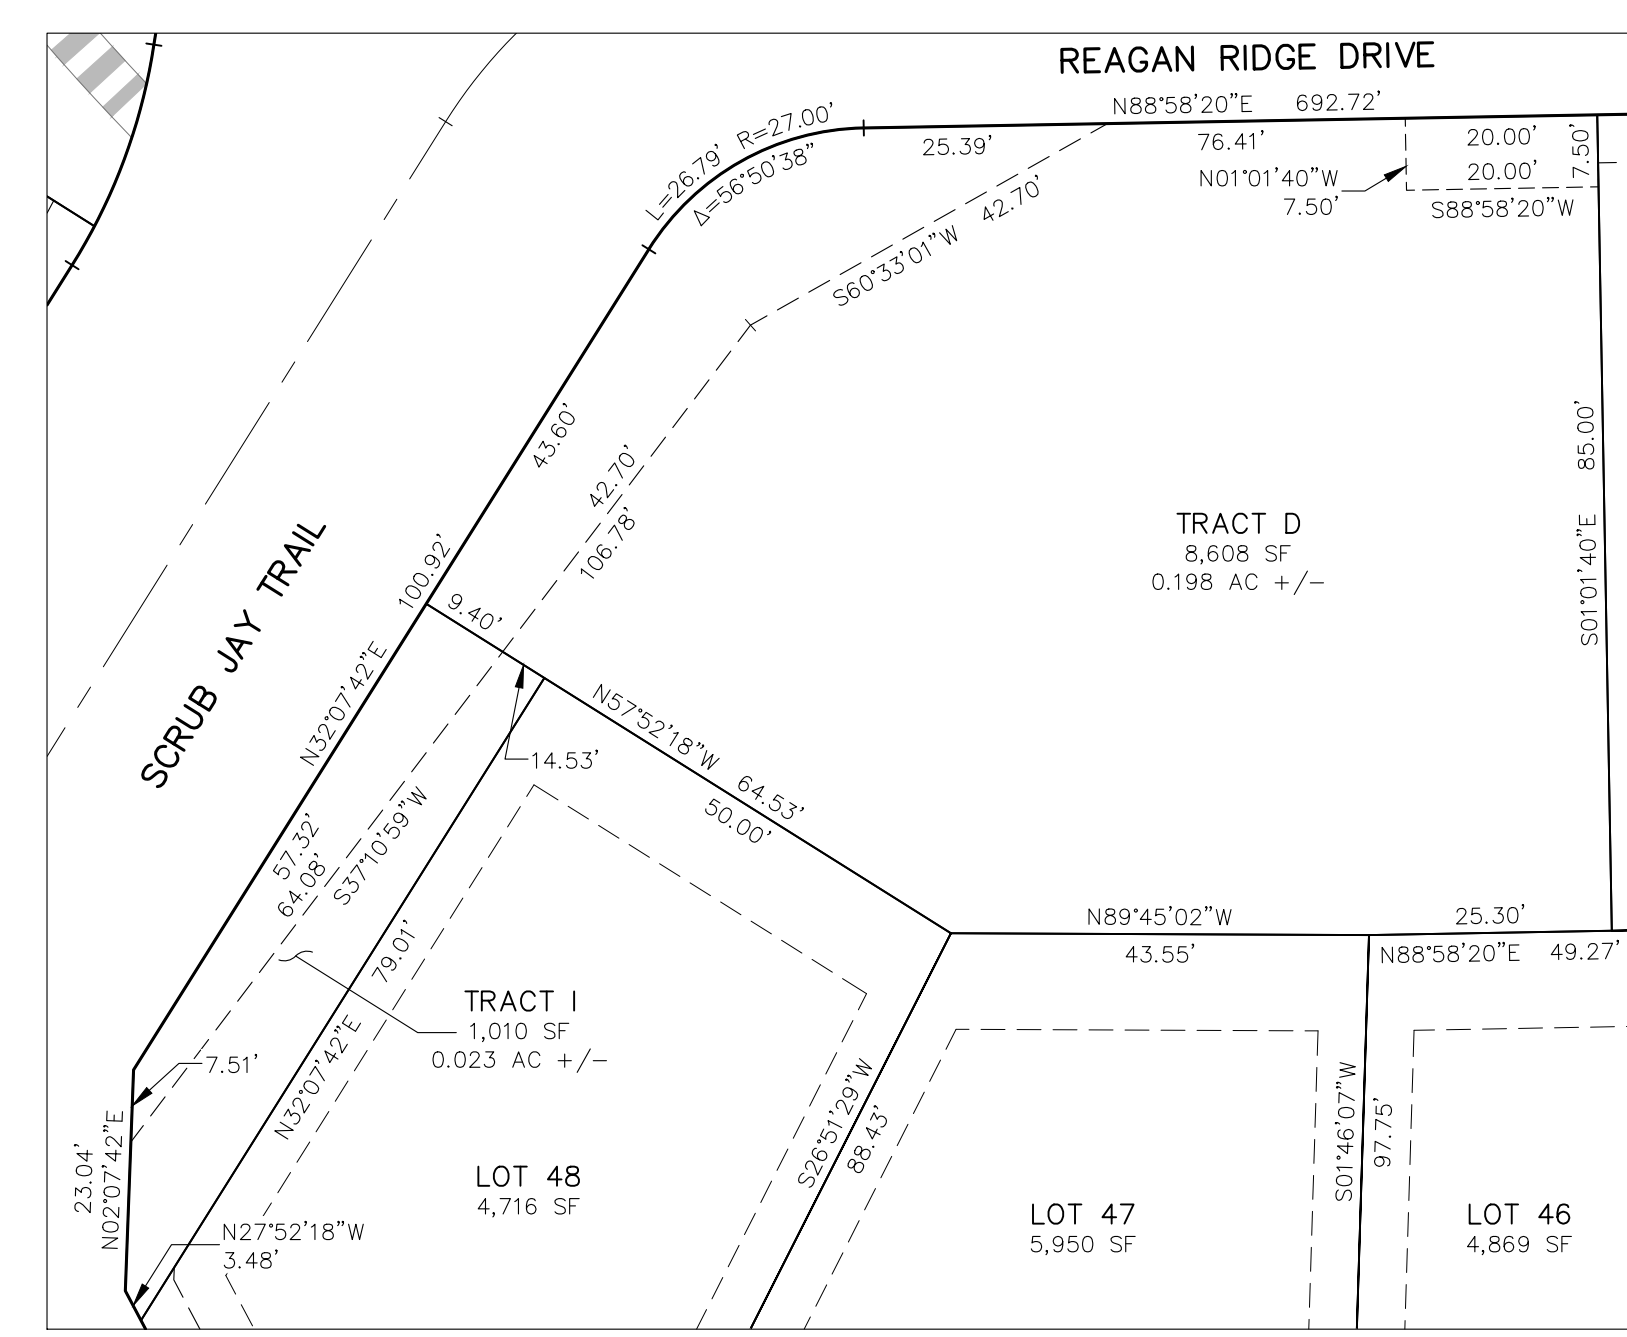 REAGAN RIDGE DRIVE
N88°58'20"E 692.72'
L=26.79' R=27.00'
Δ=56°50'38"
25.39'
76.41'
20.00'
7.50'
N01°01'40"W
7.50'
20.00'
S88°58'20"W
S60°33'01"W 42.70'
43.60'
42.70'
106.78'
85.00'
S01°01'40"E
TRACT D
8,608 SF
0.198 AC +/-
SCRUB JAY TRAIL
100.92'
N32°07'42"E
9.40'
14.53'
N57°52'18"W 64.53'
50.00'
57.32'
64.08'
S37°10'59"W
79.01'
N32°07'42"E
N89°45'02"W
43.55'
25.30'
N88°58'20"E 49.27'
TRACT I
1,010 SF
0.023 AC +/-
7.51'
23.04'
N02°07'42"E
N27°52'18"W
3.48'
LOT 48
4,716 SF
S26°51'29"W
88.43'
LOT 47
5,950 SF
S01°46'07"W
97.75'
LOT 46
4,869 SF